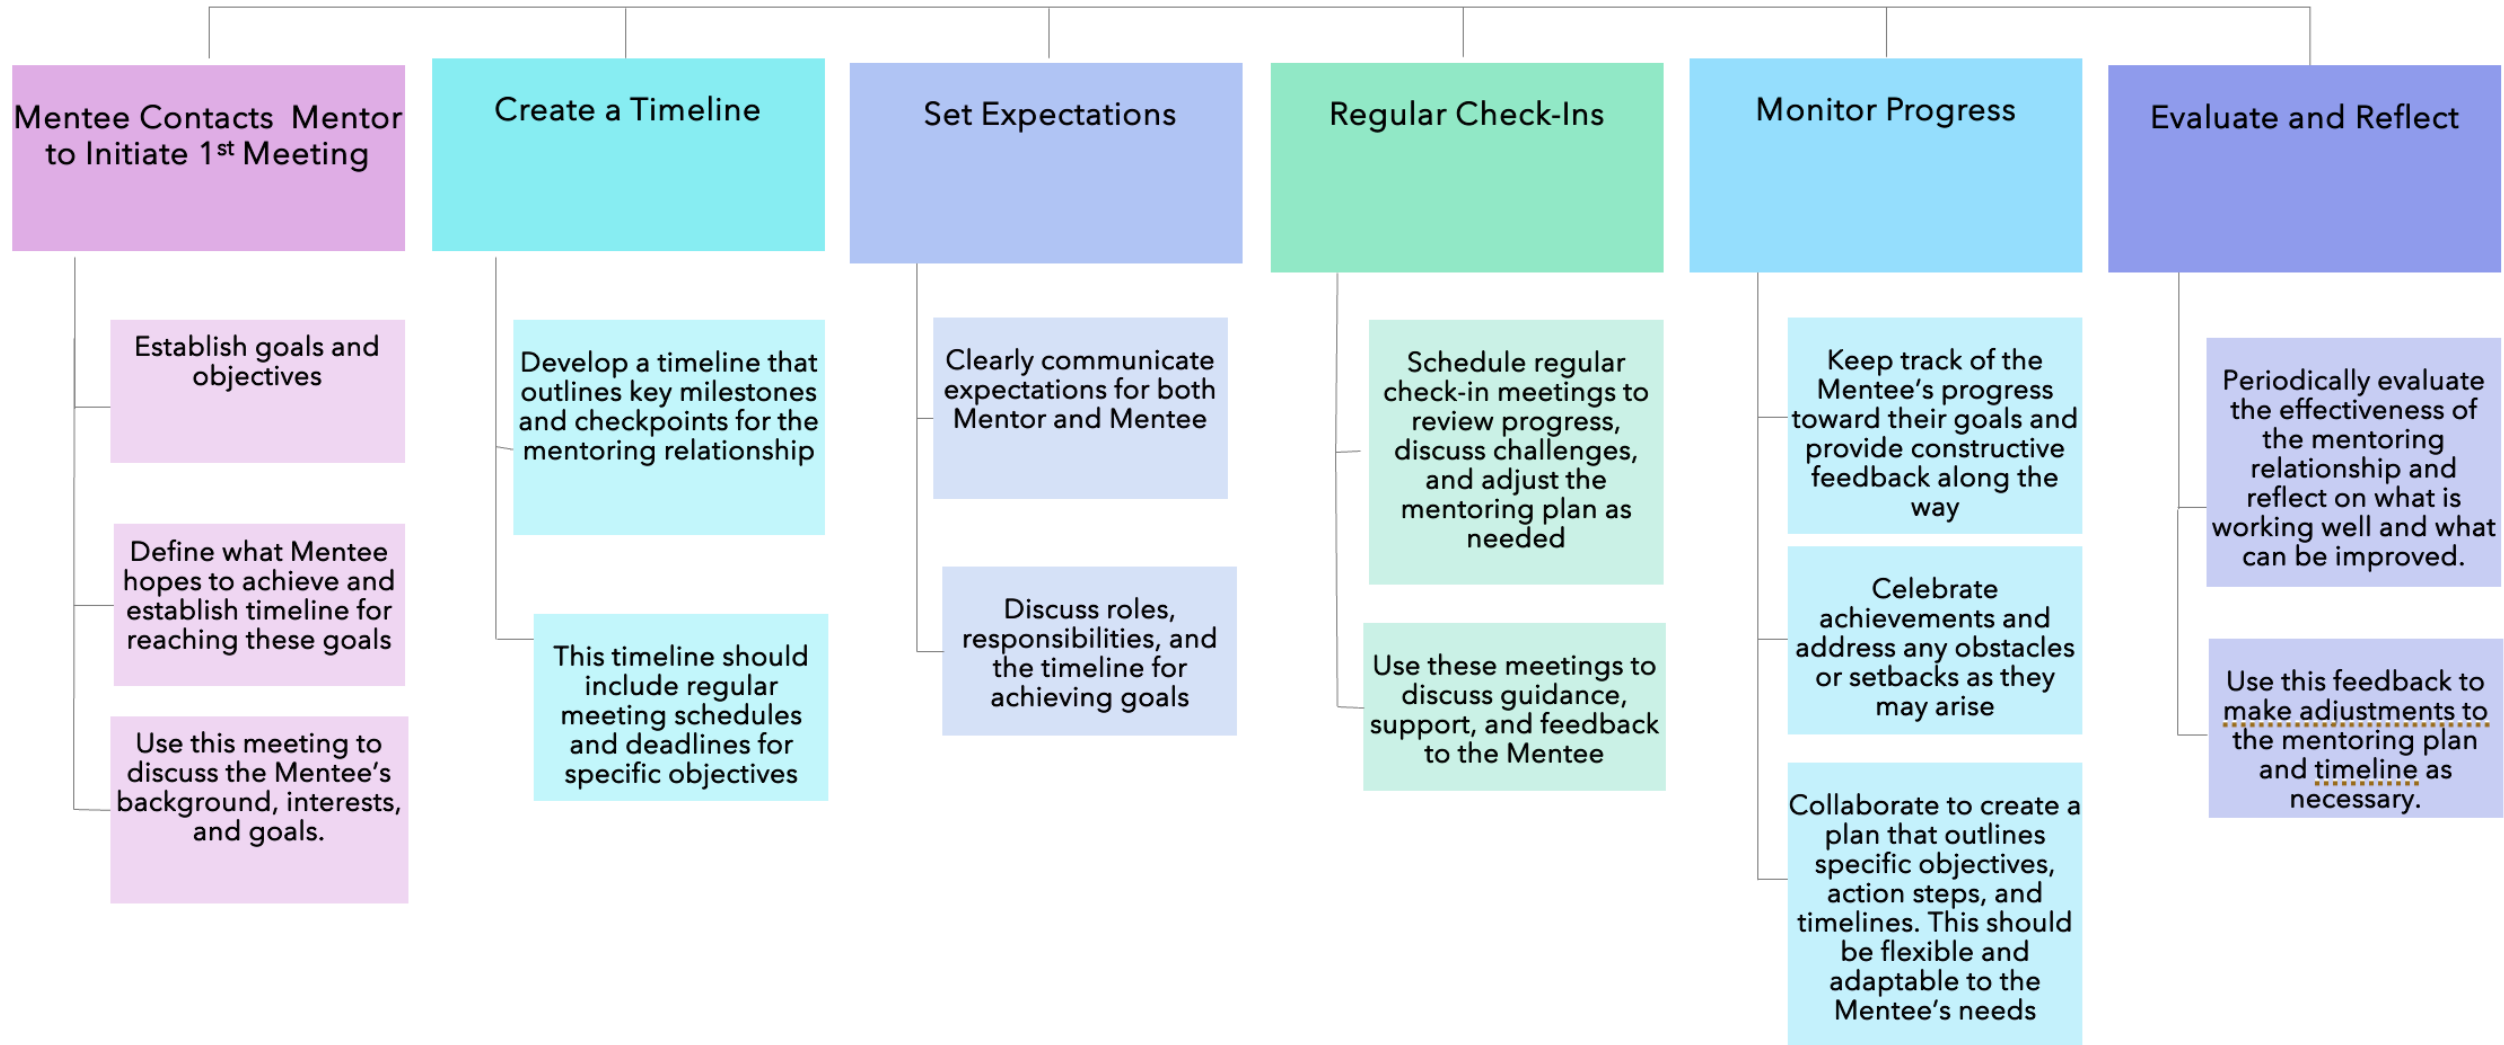 Mentee Contacts Mentor
to Initiate 1st Meeting
Establish goals and
objectives
Define what Mentee
hopes to achieve and
establish timeline for
reaching these goals
Use this meeting to
discuss the Mentee's
background, interests,
and goals.
Create a Timeline
Develop a timeline that
outlines key milestones
and checkpoints for the
mentoring relationship
This timeline should
include regular
meeting schedules
and deadlines for
specific objectives
Set Expectations
Clearly communicate
expectations for both
Mentor and Mentee
Discuss roles,
responsibilities, and
the timeline for
achieving goals
Regular Check-Ins
Schedule regular
check-in meetings to
review progress,
discuss challenges,
and adjust the
mentoring plan as
needed
Use these meetings to
discuss guidance,
support, and feedback
to the Mentee
Monitor Progress
Keep track of the
Mentee's progress
toward their goals and
provide constructive
feedback along the
way
Celebrate
achievements and
address any obstacles
or setbacks as they
may arise
Collaborate to create a
plan that outlines
specific objectives,
action steps, and
timelines. This should
be flexible and
adaptable to the
Mentee's needs
Evaluate and Reflect
Periodically evaluate
the effectiveness of
the mentoring
relationship and
reflect on what is
working well and what
can be improved.
Use this feedback to
make adjustments to
the mentoring plan
and timeline as
necessary.